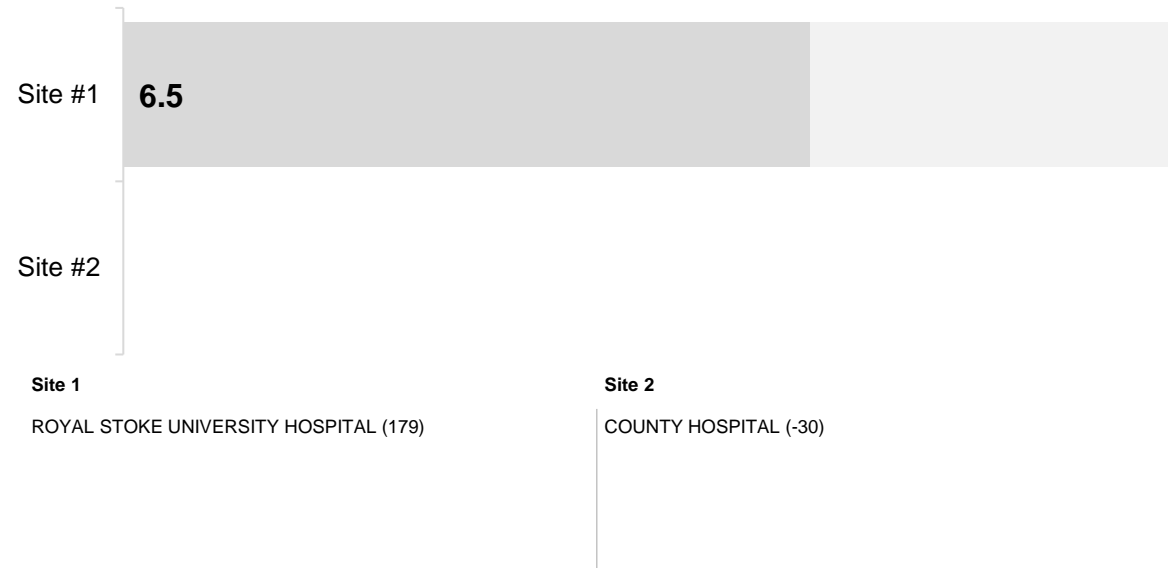 Site #1
6.5
Site #2
Site 1
Site 2
ROYAL STOKE UNIVERSITY HOSPITAL (179)
COUNTY HOSPITAL (-30)